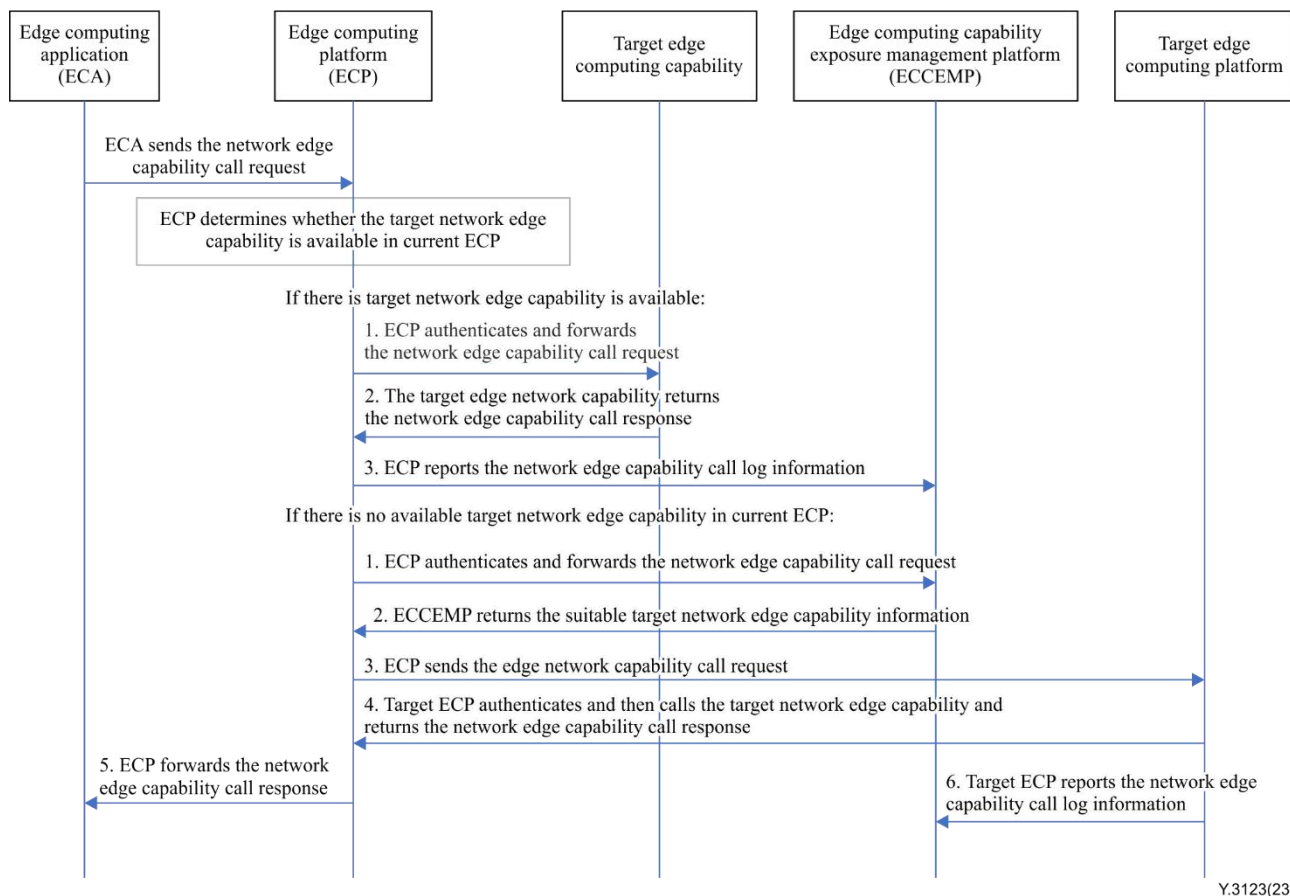 Edge computing
application
(ECA)
Edge computing
platform
(ECP)
Target edge
computing capability
Edge computing capability
exposure management platform
(ECCEMP)
Target edge
computing platform
ECA sends the network edge
capability call request
ECP determines whether the target network edge
capability is available in current ECP
If there is target network edge capability is available:
1. ECP authenticates and forwards
the network edge capability call request
2. The target edge network capability returns
the network edge capability call response
3. ECP reports the network edge capability call log information
If there is no available target network edge capability in current ECP:
1. ECP authenticates and forwards the network edge capability call request
2. ECCEMP returns the suitable target network edge capability information
3. ECP sends the edge network capability call request
4. Target ECP authenticates and then calls the target network edge capability and
returns the network edge capability call response
5. ECP forwards the network
edge capability call response
6. Target ECP reports the network edge
capability call log information
Y.3123(23